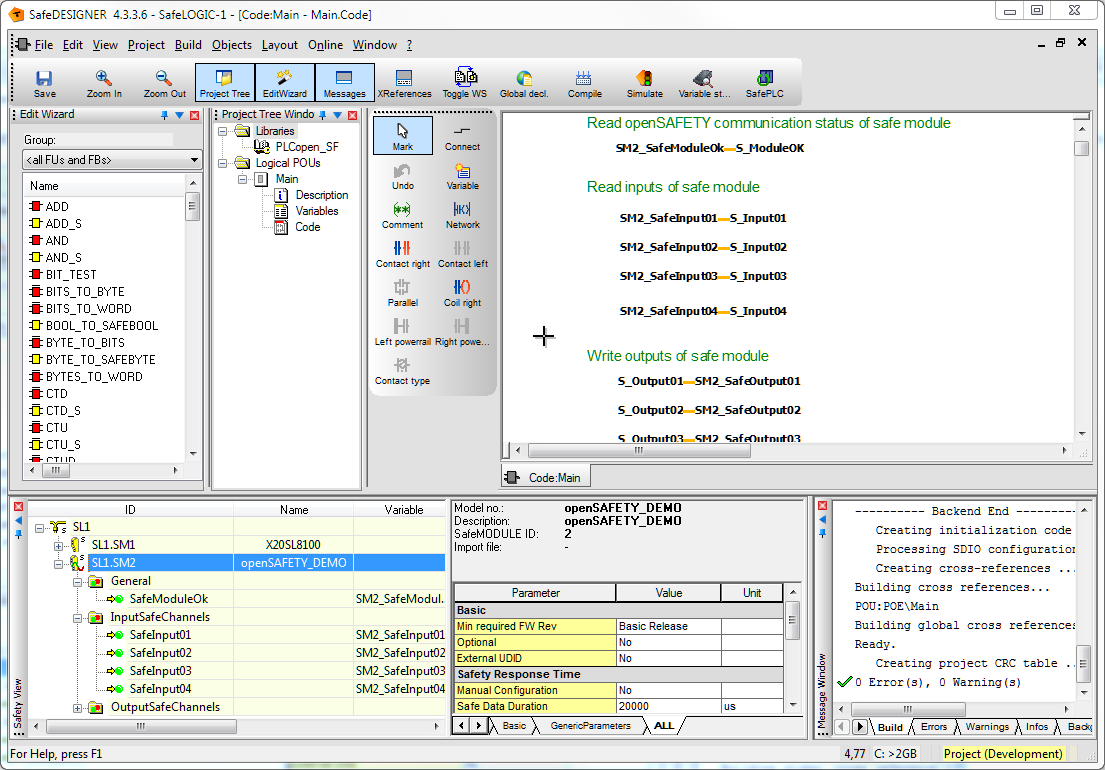 SafeDESIGNER 4.3.3.6 - SafeLOGIC-1 - [Code:Main - Main.Code]
File Edit View Project Build Objects Layout Online Window ?
Save Zoom In Zoom Out Project Tree EditWizard Messages XReferences Toggle WS Global decl. Compile Simulate Variable st... SafePLC
Edit Wizard
Group:
<all FUs and FBs>
Name
ADD
ADD_S
AND
AND_S
BIT_TEST
BITS_TO_BYTE
BITS_TO_WORD
BOOL_TO_SAFEBOOL
BYTE_TO_BITS
BYTE_TO_SAFEBYTE
BYTES_TO_WORD
CTD
CTD_S
CTU
CTU_S
CTUD
Project Tree Windo
Libraries
PLCopen_SF
Logical POUs
Main
Description
Variables
Code
Mark Connect
Undo Variable
Comment Network
Contact right Contact left
Parallel Coil right
Left powerrail Right powe...
Contact type
Read openSAFETY communication status of safe module
SM2_SafeModuleOk S_ModuleOK
Read inputs of safe module
SM2_SafeInput01 S_Input01
SM2_SafeInput02 S_Input02
SM2_SafeInput03 S_Input03
SM2_SafeInput04 S_Input04
Write outputs of safe module
S_Output01 SM2_SafeOutput01
S_Output02 SM2_SafeOutput02
S_Output03 SM2_SafeOutput03
Code:Main
Safety View
ID Name Variable
SL1
SL1.SM1 X20SL8100
SL1.SM2 openSAFETY_DEMO
General
SafeModuleOk SM2_SafeModul.
InputSafeChannels
SafeInput01 SM2_SafeInput01
SafeInput02 SM2_SafeInput02
SafeInput03 SM2_SafeInput03
SafeInput04 SM2_SafeInput04
OutputSafeChannels
Model no.: openSAFETY_DEMO
Description: openSAFETY_DEMO
SafeMODULE ID: 2
Import file: -
Parameter Value Unit
Basic
Min required FW Rev Basic Release
Optional No
External UDID No
Safety Response Time
Manual Configuration No
Safe Data Duration 20000 us
Basic GenericParameters ALL
Message Window
---------- Backend End ---------
Creating initialization code
Processing SDIO configuration
Creating cross-references ...
Building cross references...
POU:POE\Main
Building global cross references
Ready.
Creating project CRC table ..
0 Error(s), 0 Warning(s)
Build Errors Warnings Infos Backg
For Help, press F1 4,77 C: >2GB Project (Development)